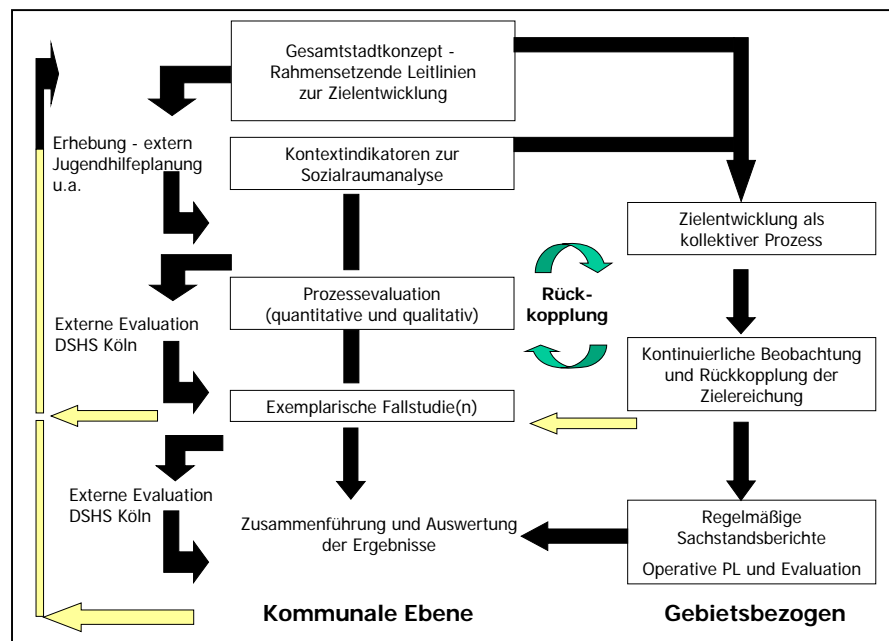 Gesamtstadtkonzept -
Rahmensetzende Leitlinien
zur Zielentwicklung
Erhebung - extern
Jugendhilfeplanung
u.a.
Kontextindikatoren zur
Sozialraumanalyse
Zielentwicklung als
kollektiver Prozess
Prozessevaluation
(quantitative und qualitativ)
Rück-
kopplung
Externe Evaluation
DSHS Köln
Kontinuierliche Beobachtung
und Rückkopplung der
Zielereichung
Exemplarische Fallstudie(n)
Externe Evaluation
DSHS Köln
Zusammenführung und Auswertung
der Ergebnisse
Regelmäßige
Sachstandsberichte
Operative PL und Evaluation
Kommunale Ebene
Gebietsbezogen